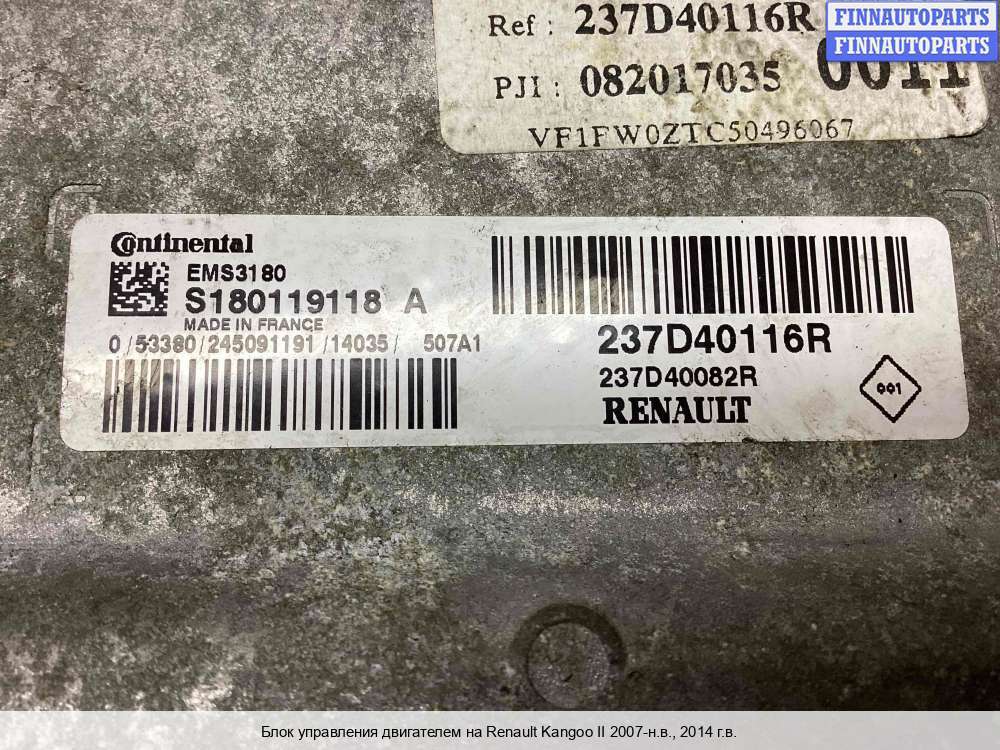 Ref : 237D40116R
FINNAUTOPARTS
FINNAUTOPARTS
PJI : 082017035 0011
VF1FW0ZTC50496067
Continental
EMS3180
S180119118 A
MADE IN FRANCE
0/53380/245091191/14035/ 507A1
237D40116R
237D40082R
RENAULT
001
Блок управления двигателем на Renault Kangoo II 2007-н.в., 2014 г.в.